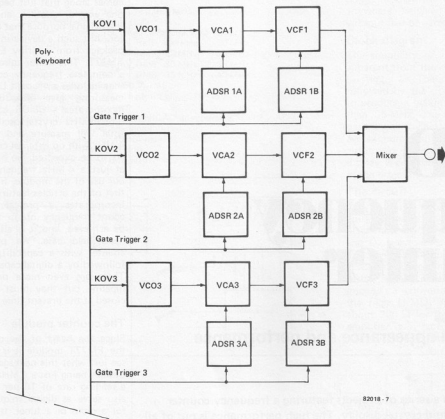 Poly-
Keyboard
KOV1
VCO1
VCA1
VCF1
ADSR 1A
ADSR 1B
Gate Trigger 1
KOV2
VCO2
VCA2
VCF2
Mixer
ADSR 2A
ADSR 2B
Gate Trigger 2
KOV3
VCO3
VCA3
VCF3
ADSR 3A
ADSR 3B
Gate Trigger 3
82018 - 7